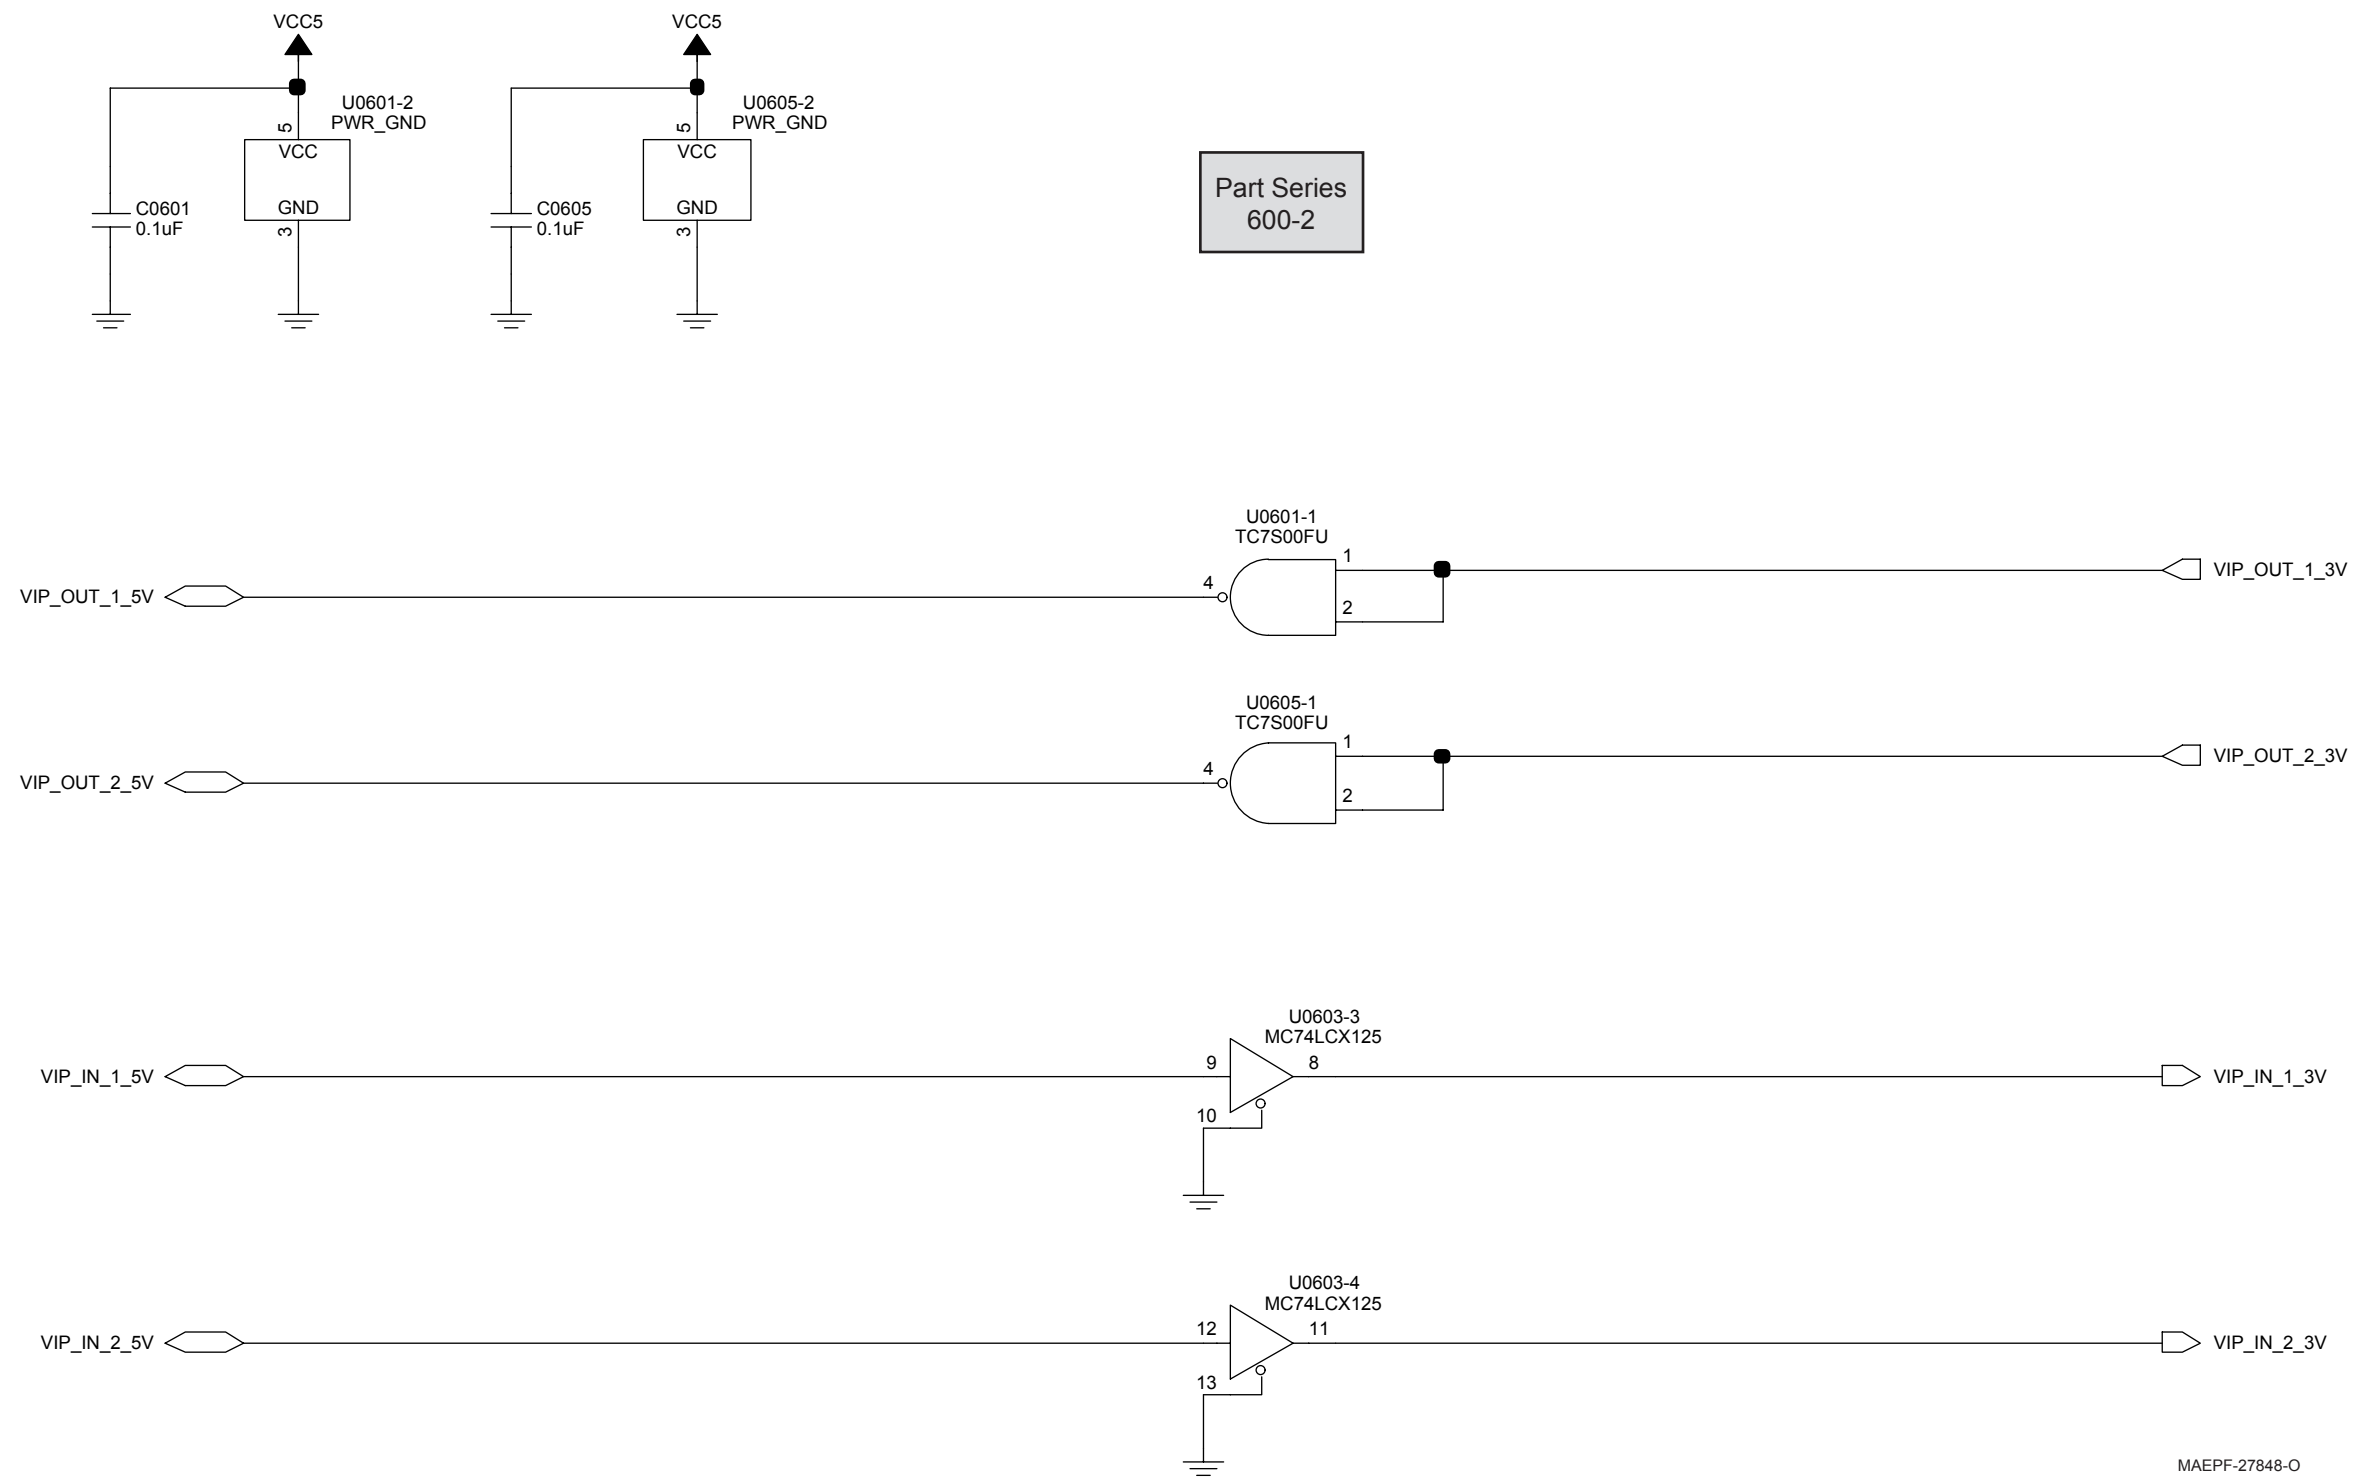 VCC5
VCC5
U0601-2
PWR_GND
U0605-2
PWR_GND
5
5
VCC
VCC
Part Series
600-2
C0601
0.1uF
GND
C0605
0.1uF
GND
3
3
U0601-1
TC7S00FU
1
VIP_OUT_1_3V
4
VIP_OUT_1_5V
2
U0605-1
TC7S00FU
1
VIP_OUT_2_3V
4
VIP_OUT_2_5V
2
U0603-3
MC74LCX125
9
8
VIP_IN_1_5V
VIP_IN_1_3V
10
U0603-4
MC74LCX125
12
11
VIP_IN_2_5V
VIP_IN_2_3V
13
MAEPF-27848-O